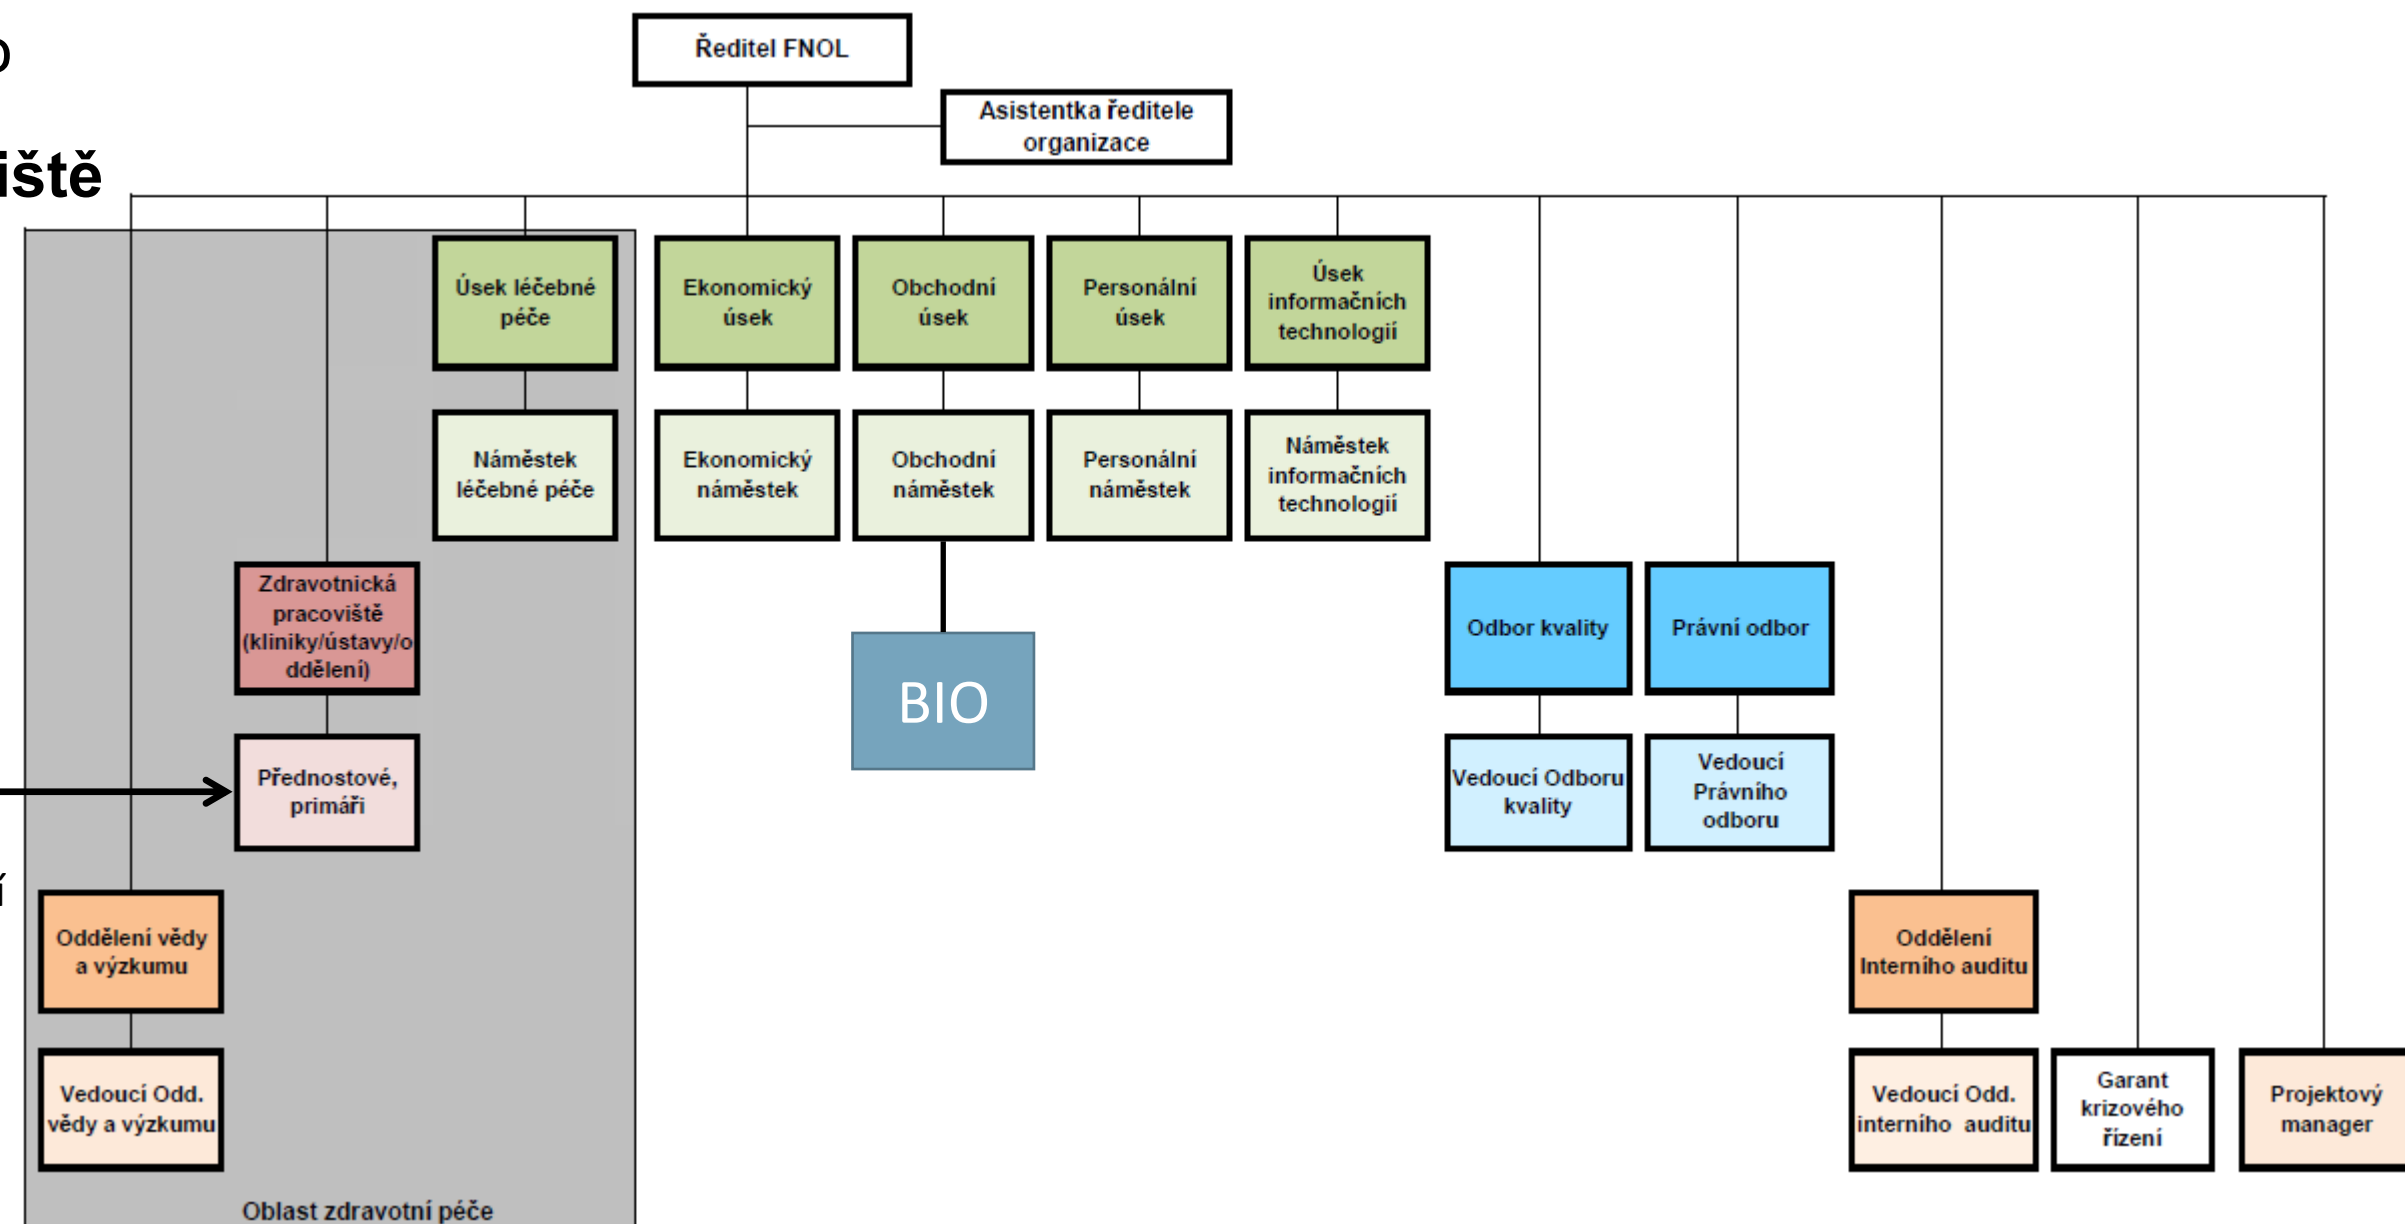 Ředitel FNOL
Asistentka ředitele
organizace
iště
Úsek léčebné
péče
Ekonomický
úsek
Obchodní
úsek
Personální
úsek
Úsek
informačních
technologií
Náměstek
léčebné péče
Ekonomický
náměstek
Obchodní
náměstek
Personální
náměstek
Náměstek
informačních
technologií
Zdravotnická
pracoviště
(kliniky/ústavy/o
ddělení)
BIO
Odbor kvality
Právní odbor
Přednostové,
primáři
Vedoucí Odboru
kvality
Vedoucí
Právního
odboru
í
Oddělení vědy
a výzkumu
Oddělení
Interního auditu
Vedoucí Odd.
vědy a výzkumu
Vedoucí Odd.
interního auditu
Garant
krizového
řízení
Projektový
manager
Oblast zdravotní péče